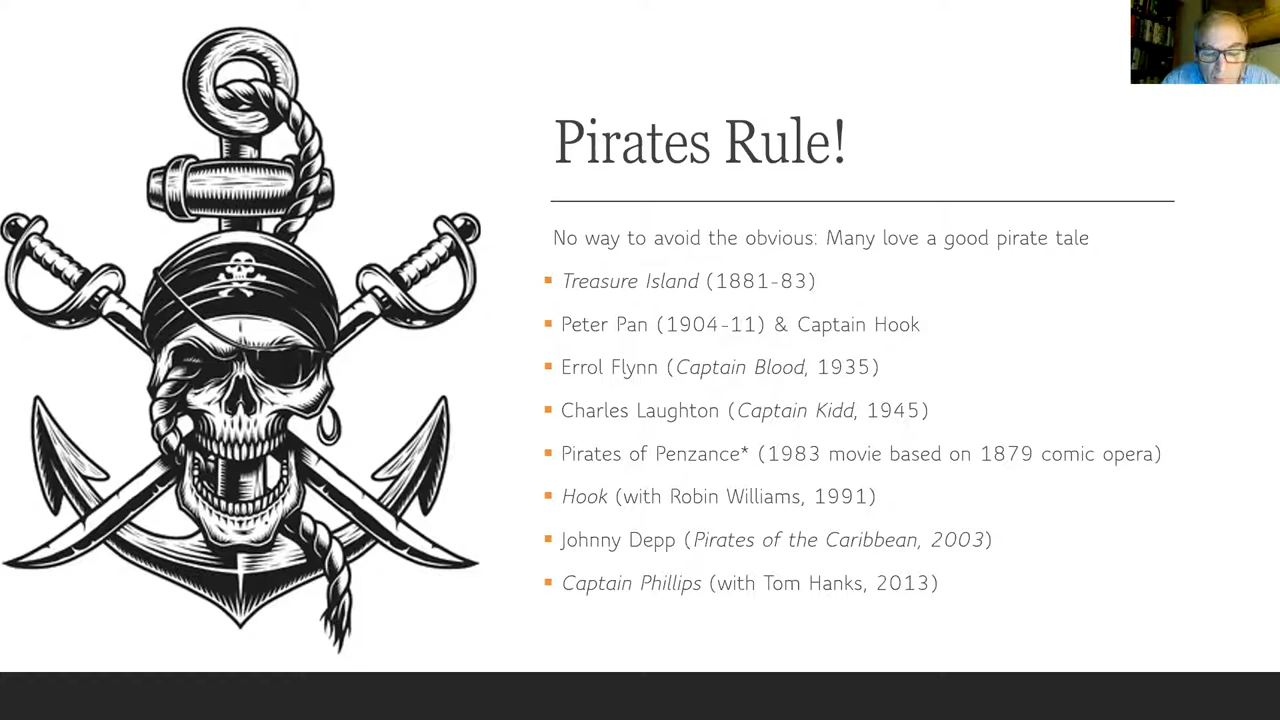 Pirates Rule!
No way to avoid the obvious: Many love a good pirate tale
Treasure Island (1881-83)
Peter Pan (1904-11) & Captain Hook
Errol Flynn (Captain Blood, 1935)
Charles Laughton (Captain Kidd, 1945)
Pirates of Penzance* (1983 movie based on 1879 comic opera)
Hook (with Robin Williams, 1991)
Johnny Depp (Pirates of the Caribbean, 2003)
Captain Phillips (with Tom Hanks, 2013)